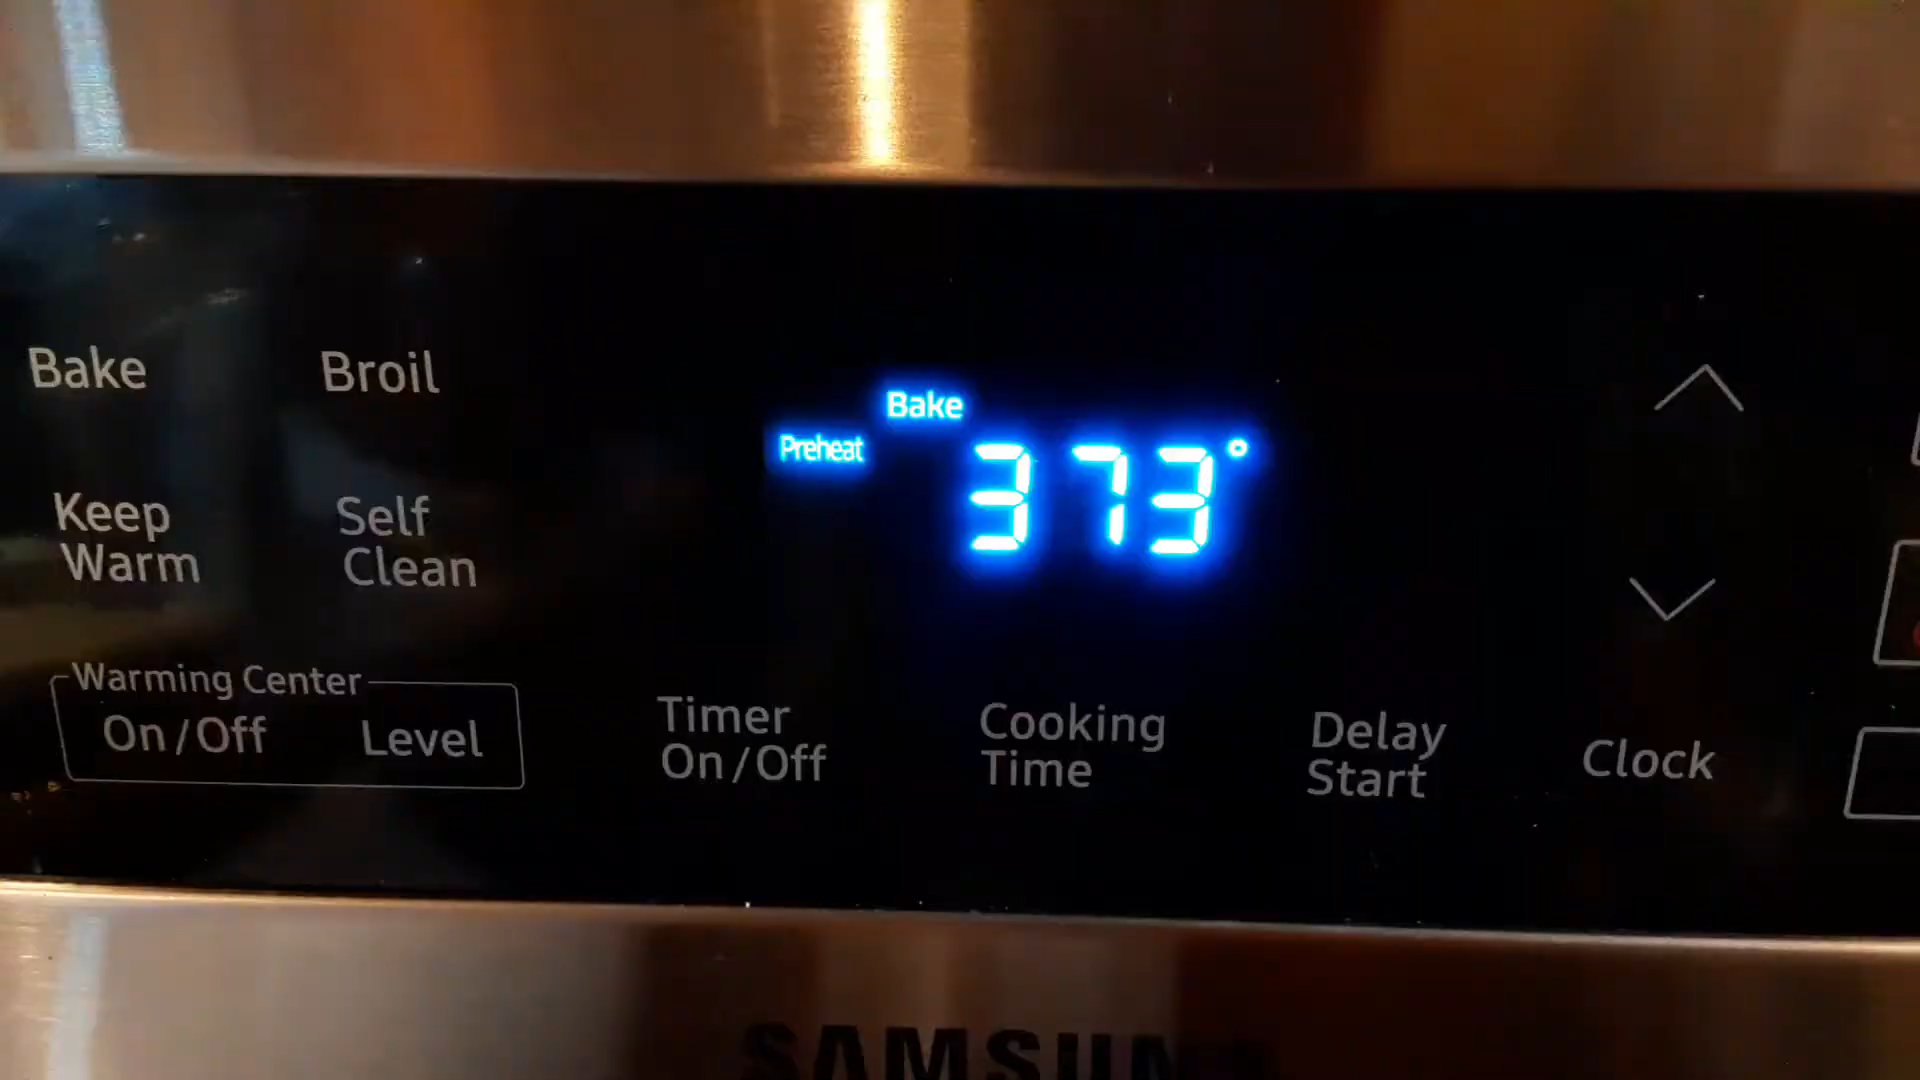 Bake
Broil
Bake
Preheat
373°
Keep
Warm
Self
Clean
Warming Center
On/Off
Level
Timer
On/Off
Cooking
Time
Delay
Start
Clock
SAMSUNG